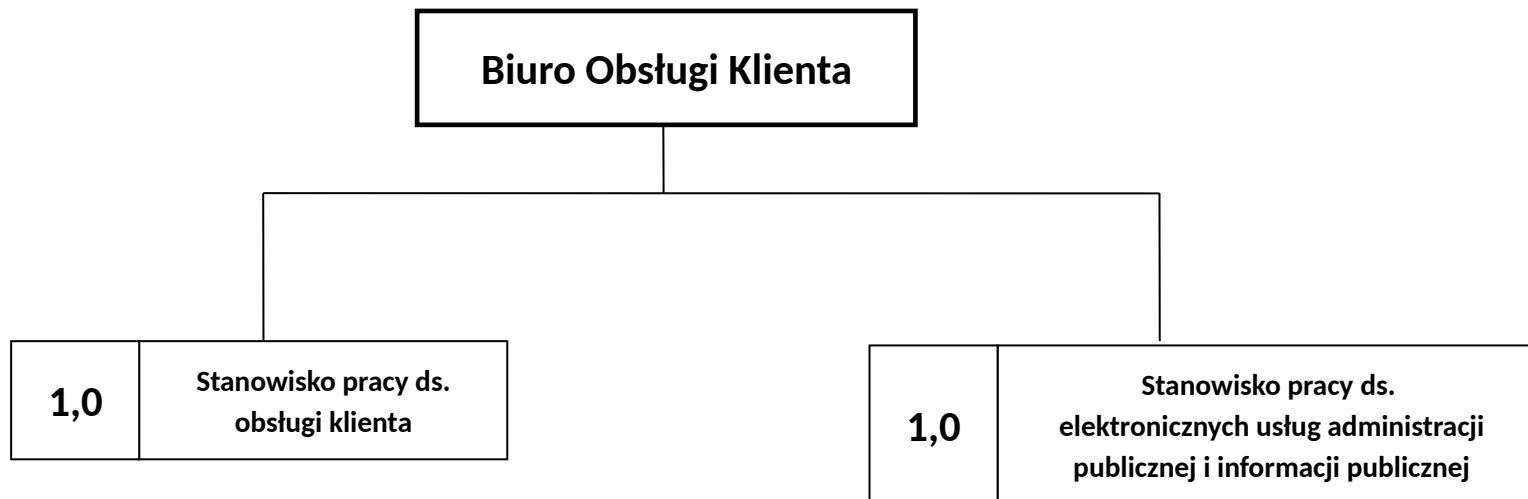 Biuro Obsługi Klienta
1,0
Stanowisko pracy ds.
obsługi klienta
1,0
Stanowisko pracy ds.
elektronicznych usług administracji
publicznej i informacji publicznej